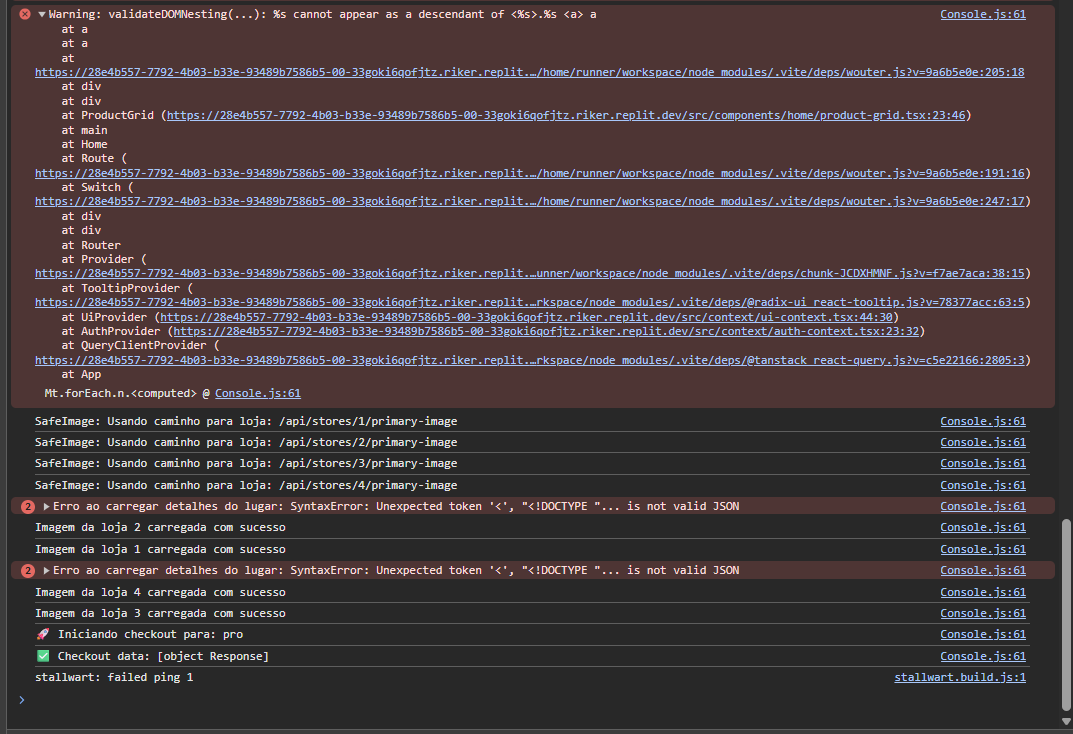 Warning: validateDOMNesting(...): %s cannot appear as a descendant of <%s>.%s <a> a Console.js:61
at a
at a
at
https://28e4b557-7792-4b03-b33e-93489b7586b5-00-33goki6qofjtz.riker.replit.…/home/runner/workspace/node_modules/.vite/deps/wouter.js?v=9a6b5e0e:205:18
at div
at div
at ProductGrid (https://28e4b557-7792-4b03-b33e-93489b7586b5-00-33goki6qofjtz.riker.replit.dev/src/components/home/product-grid.tsx:23:46)
at main
at Home
at Route (
https://28e4b557-7792-4b03-b33e-93489b7586b5-00-33goki6qofjtz.riker.replit.…/home/runner/workspace/node_modules/.vite/deps/wouter.js?v=9a6b5e0e:191:16)
at Switch (
https://28e4b557-7792-4b03-b33e-93489b7586b5-00-33goki6qofjtz.riker.replit.…/home/runner/workspace/node_modules/.vite/deps/wouter.js?v=9a6b5e0e:247:17)
at div
at div
at Router
at Provider (
https://28e4b557-7792-4b03-b33e-93489b7586b5-00-33goki6qofjtz.riker.replit.…unner/workspace/node_modules/.vite/deps/chunk-JCDXHMNF.js?v=f7ae7aca:38:15)
at TooltipProvider (
https://28e4b557-7792-4b03-b33e-93489b7586b5-00-33goki6qofjtz.riker.replit.…rkspace/node_modules/.vite/deps/@radix-ui_react-tooltip.js?v=78377acc:63:5)
at UiProvider (https://28e4b557-7792-4b03-b33e-93489b7586b5-00-33goki6qofjtz.riker.replit.dev/src/context/ui-context.tsx:44:30)
at AuthProvider (https://28e4b557-7792-4b03-b33e-93489b7586b5-00-33goki6qofjtz.riker.replit.dev/src/context/auth-context.tsx:23:32)
at QueryClientProvider (
https://28e4b557-7792-4b03-b33e-93489b7586b5-00-33goki6qofjtz.riker.replit.…rkspace/node_modules/.vite/deps/@tanstack_react-query.js?v=c5e22166:2805:3)
at App
Mt.forEach.n.<computed> @ Console.js:61
SafeImage: Usando caminho para loja: /api/stores/1/primary-image Console.js:61
SafeImage: Usando caminho para loja: /api/stores/2/primary-image Console.js:61
SafeImage: Usando caminho para loja: /api/stores/3/primary-image Console.js:61
SafeImage: Usando caminho para loja: /api/stores/4/primary-image Console.js:61
2 Erro ao carregar detalhes do lugar: SyntaxError: Unexpected token '<', "<!DOCTYPE "... is not valid JSON Console.js:61
Imagem da loja 2 carregada com sucesso Console.js:61
Imagem da loja 1 carregada com sucesso Console.js:61
2 Erro ao carregar detalhes do lugar: SyntaxError: Unexpected token '<', "<!DOCTYPE "... is not valid JSON Console.js:61
Imagem da loja 4 carregada com sucesso Console.js:61
Imagem da loja 3 carregada com sucesso Console.js:61
🚀 Iniciando checkout para: pro Console.js:61
✅ Checkout data: [object Response] Console.js:61
stallwart: failed ping 1 stallwart.build.js:1